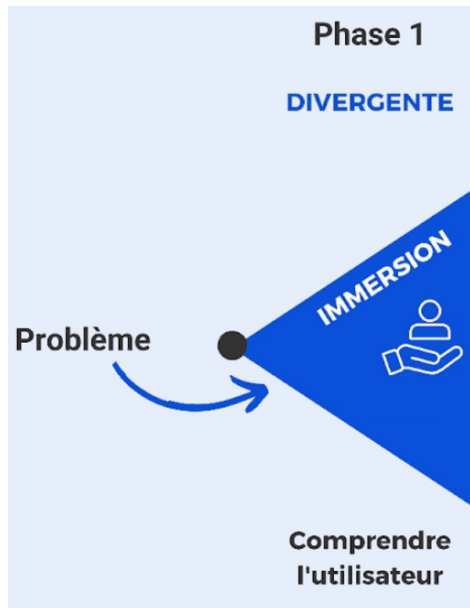 Phase 1
DIVERGENTE
IMMERSION
Problème
Comprendre
l'utilisateur